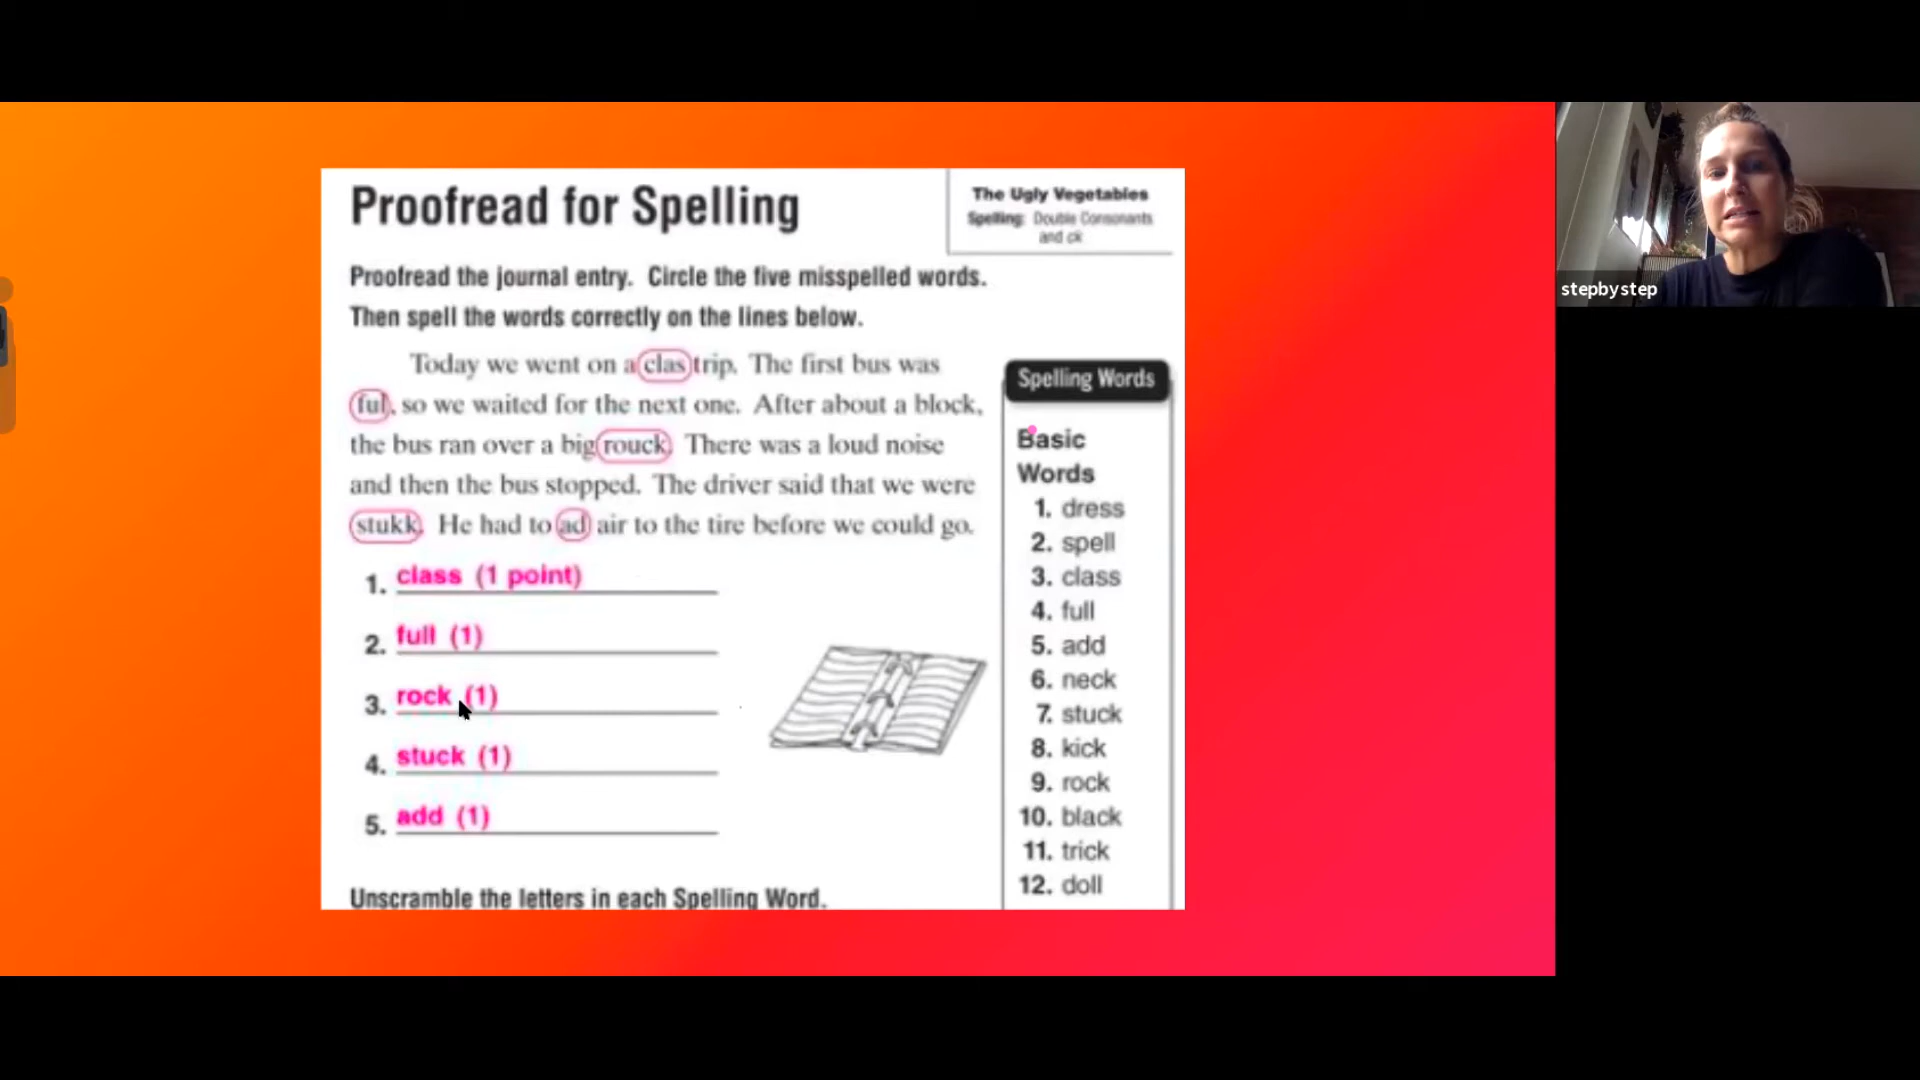 Proofread for Spelling
The Ugly Vegetables
Spelling: Double Consonants
and ck
Proofread the journal entry. Circle the five misspelled words.
Then spell the words correctly on the lines below.
Today we went on a clas trip. The first bus was
ful, so we waited for the next one. After about a block,
the bus ran over a big rouck. There was a loud noise
and then the bus stopped. The driver said that we were
stukk. He had to ad air to the tire before we could go.
1. class (1 point)
2. full (1)
3. rock (1)
4. stuck (1)
5. add (1)
Unscramble the letters in each Spelling Word.
Spelling Words
Basic
Words
1. dress
2. spell
3. class
4. full
5. add
6. neck
7. stuck
8. kick
9. rock
10. black
11. trick
12. doll
stepbystep